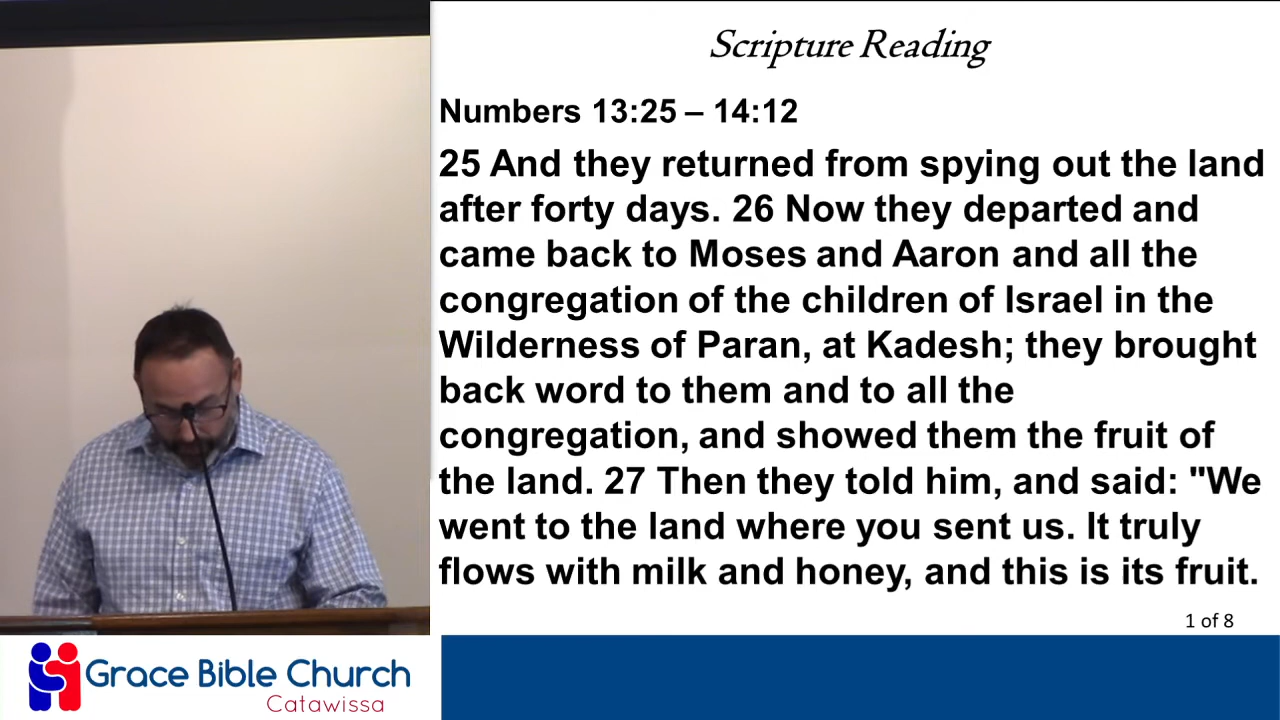 Scripture Reading
Numbers 13:25 – 14:12
25 And they returned from spying out the land
after forty days. 26 Now they departed and
came back to Moses and Aaron and all the
congregation of the children of Israel in the
Wilderness of Paran, at Kadesh; they brought
back word to them and to all the
congregation, and showed them the fruit of
the land. 27 Then they told him, and said: "We
went to the land where you sent us. It truly
flows with milk and honey, and this is its fruit.
1 of 8
Grace Bible Church
Catawissa